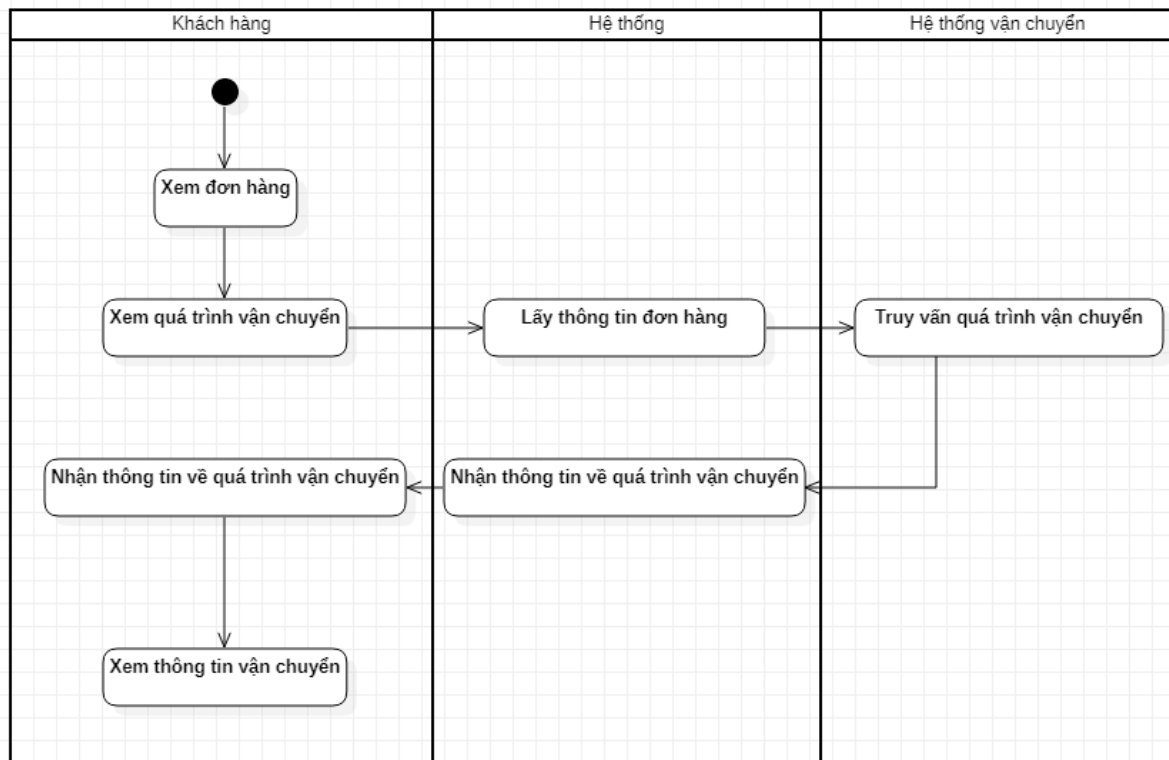 Khách hàng
Hệ thống
Hệ thống vận chuyển
Xem đơn hàng
Xem quá trình vận chuyển
Lấy thông tin đơn hàng
Truy vấn quá trình vận chuyển
Nhận thông tin về quá trình vận chuyển
Nhận thông tin về quá trình vận chuyển
Xem thông tin vận chuyển